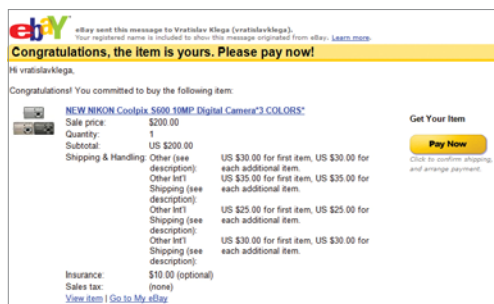 ebY
eBay sent this message to Vratislav Klega (vratislavklega).
Your registered name is included to show this message originated from eBay. Learn more.
Congratulations, the item is yours. Please pay now!
Hi vratislavklega,
Congratulations! You committed to buy the following item:
NEW NIKON Coolpix S600 10MP Digital Camera*3 COLORS*
Sale price: $200.00
Quantity: 1
Subtotal: US $200.00
Shipping & Handling: Other (see description): US $30.00 for first item, US $30.00 for each additional item.
Other Int'l Shipping (see description): US $35.00 for first item, US $35.00 for each additional item.
Other Int'l Shipping (see description): US $25.00 for first item, US $25.00 for each additional item.
Other Int'l Shipping (see description): US $30.00 for first item, US $30.00 for each additional item.
Insurance: $10.00 (optional)
Sales tax: (none)
View item | Go to My eBay
Get Your Item
Pay Now
Click to confirm shipping, and arrange payment.